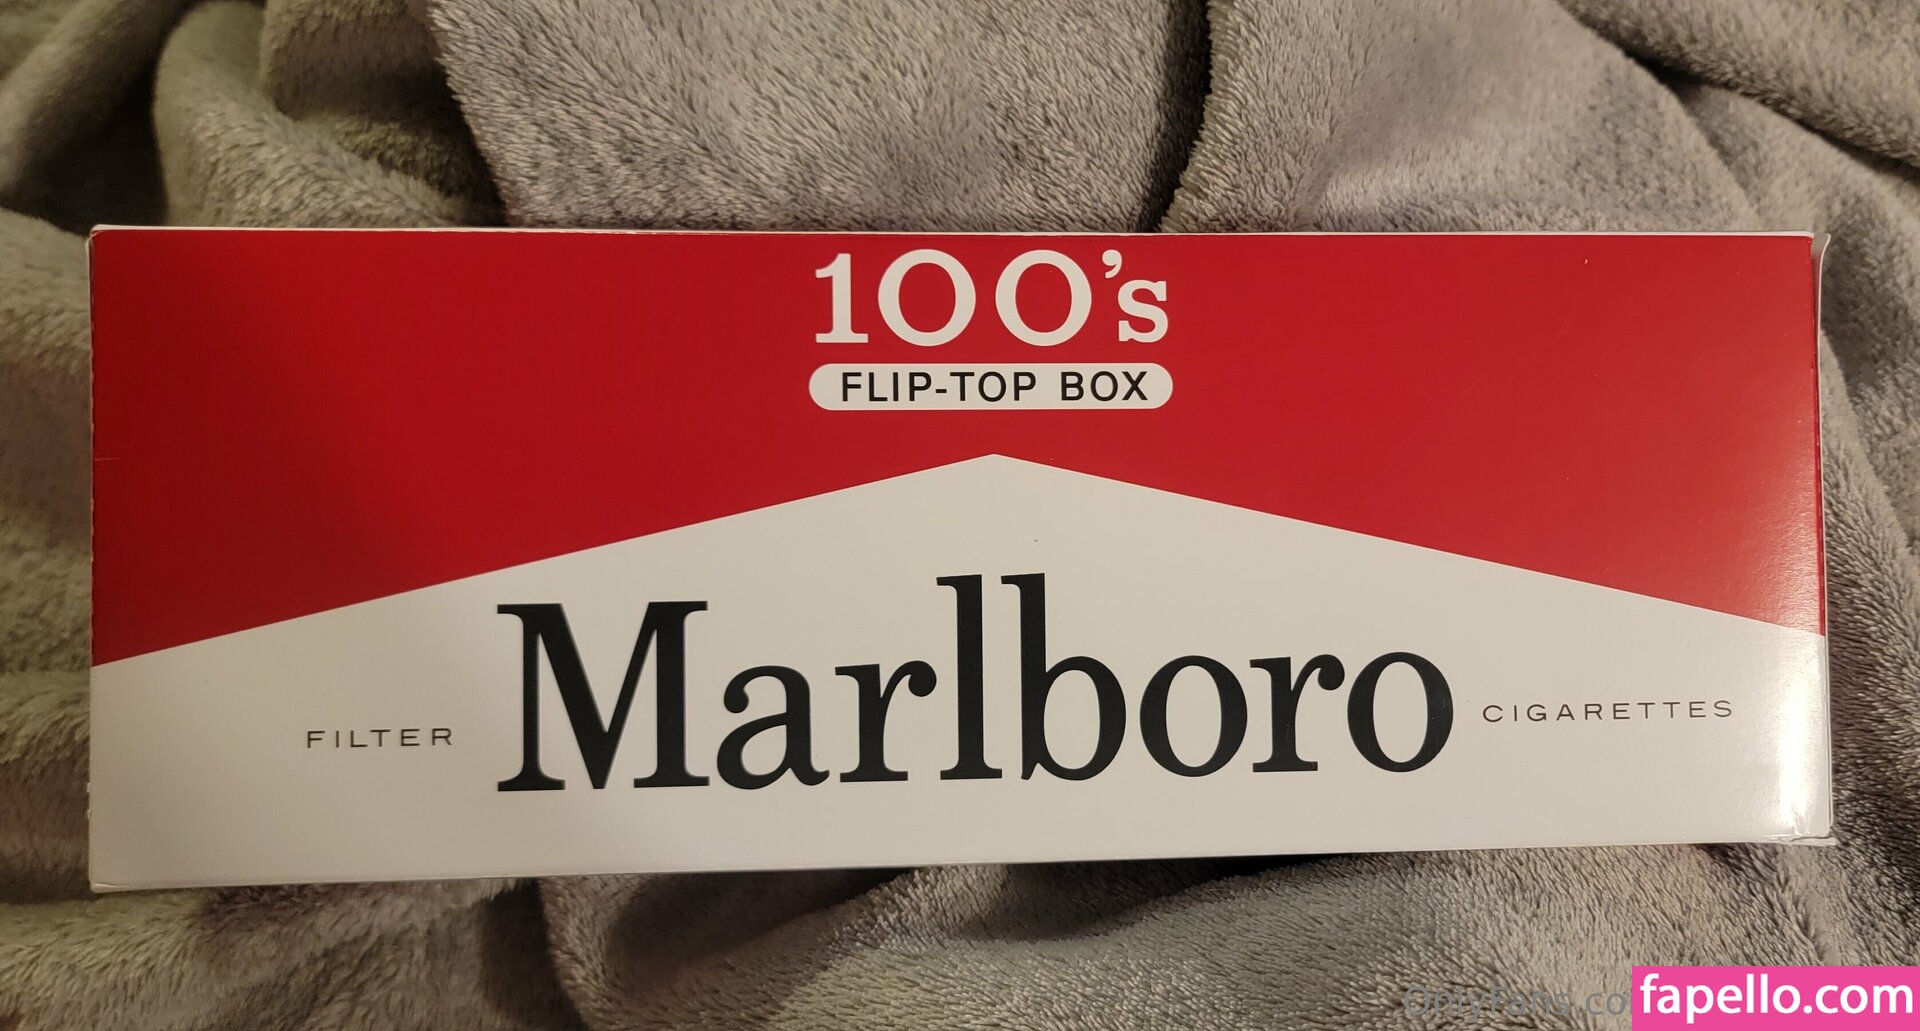 100's
FLIP-TOP BOX
FILTER Marlboro CIGARETTES
OnlyFans.co
fapello.com